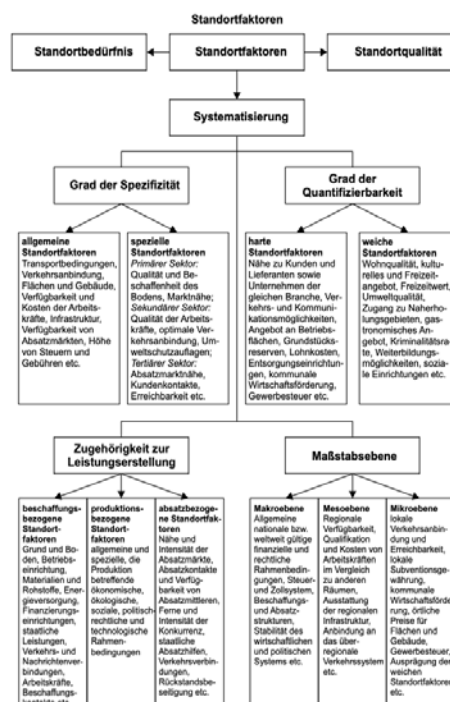 Standortfaktoren
Standortbedürfnis
Standortfaktoren
Standortqualität
Systematisierung
Grad der Spezifizität
Grad der
Quantifizierbarkeit
allgemeine
Standortfaktoren
Transportbedingungen,
Verkehrsanbindung,
Flächen und Gebäude,
Verfügbarkeit und
Kosten der Arbeits-
kräfte, Infrastruktur,
Verfügbarkeit von
Absatzmärkten, Höhe
von Steuern und
Gebühren etc.
spezielle
Standortfaktoren
Primärer Sektor:
Qualität und Be-
schaffenheit des
Bodens, Marktnähe;
Sekundärer Sektor:
Qualität der Arbeits-
kräfte, optimale Ver-
kehrsanbindung, Um-
weltschutzauflagen;
Tertiärer Sektor:
Absatzmarktnähe,
Kundenkontakte,
Erreichbarkeit etc.
harte
Standortfaktoren
Nähe zu Kunden und
Lieferanten sowie
Unternehmen der
gleichen Branche, Ver-
kehrs- und Kommuni-
kationsmöglichkeiten,
Angebot an Betriebs-
flächen, Grundstücks-
reserven, Lohnkosten,
Entsorgungseinrichtun-
gen, kommunale
Wirtschaftsförderung,
Gewerbesteuer etc.
weiche
Standortfaktoren
Wohnqualität, kultu-
relles und Freizeit-
angebot, Freizeitwert,
Umweltqualität,
Zugang zu Naherho-
lungsgebieten, gast-
ronomisches An-
gebot, Kriminalitätsra-
te, Weiterbildungs-
möglichkeiten, sozia-
le Einrichtungen etc.
Zugehörigkeit zur
Leistungserstellung
Maßstabsebene
beschaffungs-
bezogene
Standort-
faktoren
Grund und Bo-
den, Betriebs-
einrichtung,
Materialien und
Rohstoffe, Ener-
gieversorgung,
Finanzierungs-
einrichtungen,
staatliche
Leistungen,
Verkehrs- und
Nachrichtenver-
bindungen,
Arbeitskräfte,
Beschaffungs-
kontakte etc.
produktions-
bezogene
Standort-
faktoren
allgemeine und
spezielle, die
Produktion
betreffende
ökonomische,
ökologische,
soziale, politisch-
rechtliche und
technologische
Rahmen-
bedingungen
absatzbezo-
gene Standortfak-
toren
Nähe und
Intensität der
Absatzmärkte,
Absatzkontakte
und Verfüg-
barkeit von
Absatzmittlern,
Ferne und
Intensität der
Konkurrenz,
staatliche
Absatzhilfen,
Verkehrsverbin-
dungen,
Rückstandsbe-
seitigung etc.
Makroebene
Allgemeine
nationale bzw.
weltweit gültige
finanzielle und
rechtliche
Rahmenbedin-
gungen, Steuer-
und Zollsystem,
Beschaffungs-
und Absatz-
strukturen,
Stabilität des
wirtschaftlichen
und politischen
Systems etc.
Mesoebene
Regionale
Verfügbarkeit,
Qualifikation
und Kosten von
Arbeitskräften
im Vergleich
zu anderen
Räumen,
Ausstattung
der regionalen
Infrastruktur,
Anbindung an
das über-
regionale
Verkehrssystem
etc.
Mikroebene
lokale
Verkehrsanbin-
dung und
Erreichbarkeit,
lokale
Subventionsge-
währung,
kommunale
Wirtschaftsförde-
rung, örtliche
Preise für
Flächen und
Gebäude,
Gewerbesteuer,
Ausprägung der
weichen
Standortfaktoren
etc.